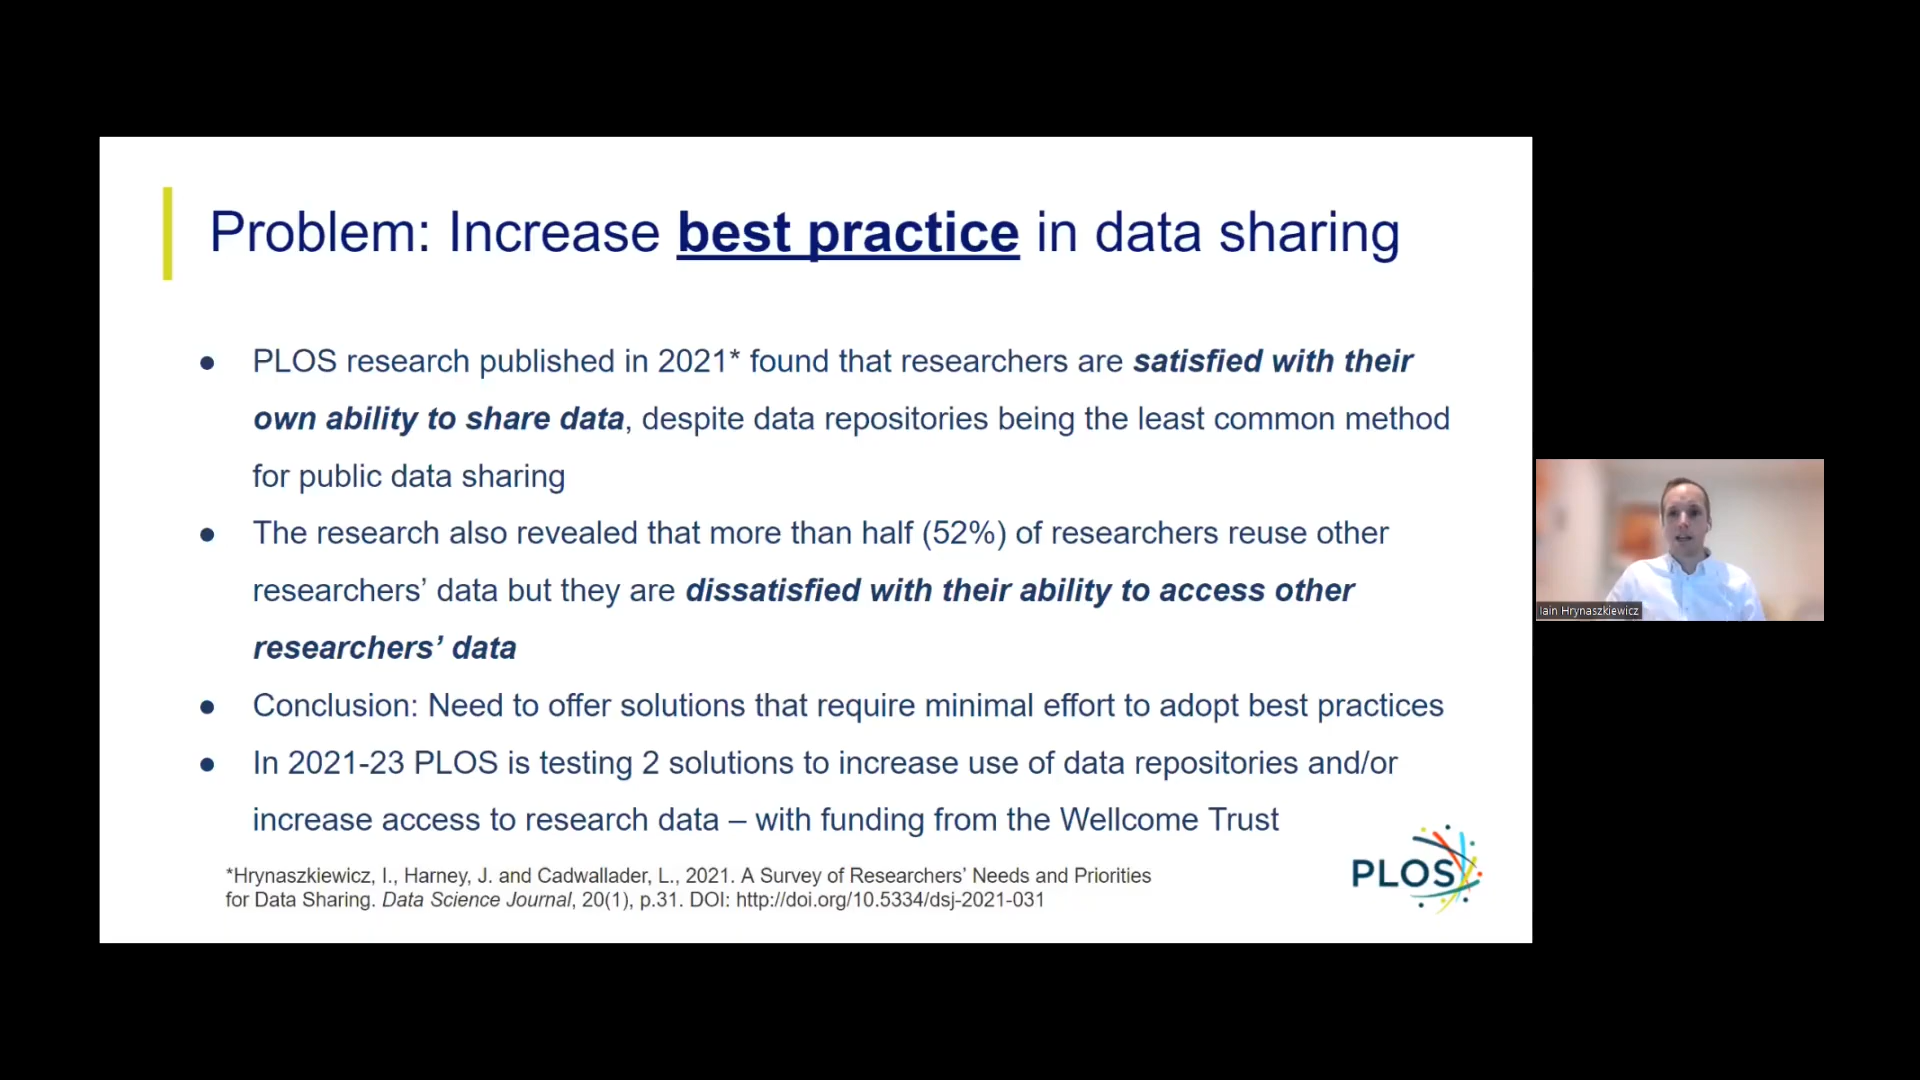 Problem: Increase best practice in data sharing
● PLOS research published in 2021* found that researchers are satisfied with their
own ability to share data, despite data repositories being the least common method
for public data sharing
● The research also revealed that more than half (52%) of researchers reuse other
researchers’ data but they are dissatisfied with their ability to access other
researchers’ data
● Conclusion: Need to offer solutions that require minimal effort to adopt best practices
● In 2021-23 PLOS is testing 2 solutions to increase use of data repositories and/or
increase access to research data – with funding from the Wellcome Trust
*Hrynaszkiewicz, I., Harney, J. and Cadwallader, L., 2021. A Survey of Researchers’ Needs and Priorities
for Data Sharing. Data Science Journal, 20(1), p.31. DOI: http://doi.org/10.5334/dsj-2021-031
PLOS
Iain Hrynaszkiewicz